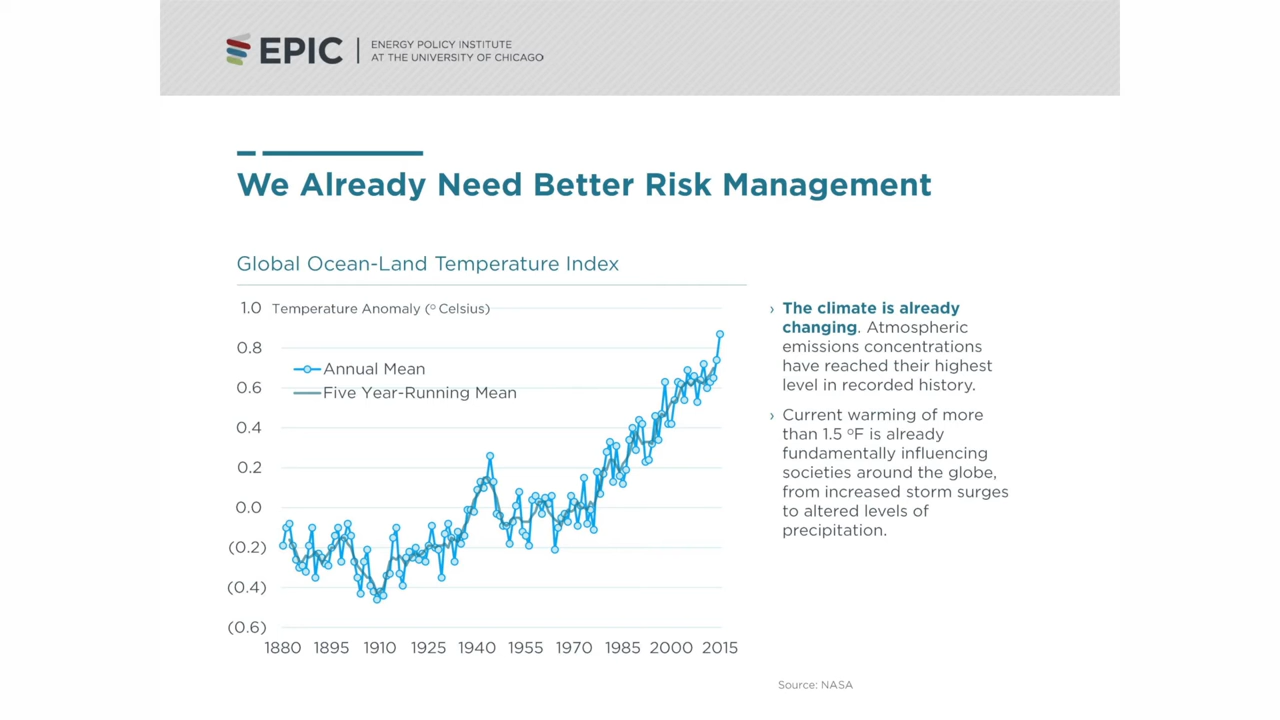 EPIC
ENERGY POLICY INSTITUTE
AT THE UNIVERSITY OF CHICAGO
We Already Need Better Risk Management
Global Ocean-Land Temperature Index
1.0 Temperature Anomaly (º Celsius)
0.8
Annual Mean
0.6
Five Year-Running Mean
0.4
0.2
0.0
(0.2)
(0.4)
(0.6)
1880 1895 1910 1925 1940 1955 1970 1985 2000 2015
› The climate is already
changing. Atmospheric
emissions concentrations
have reached their highest
level in recorded history.
› Current warming of more
than 1.5 ºF is already
fundamentally influencing
societies around the globe,
from increased storm surges
to altered levels of
precipitation.
Source: NASA